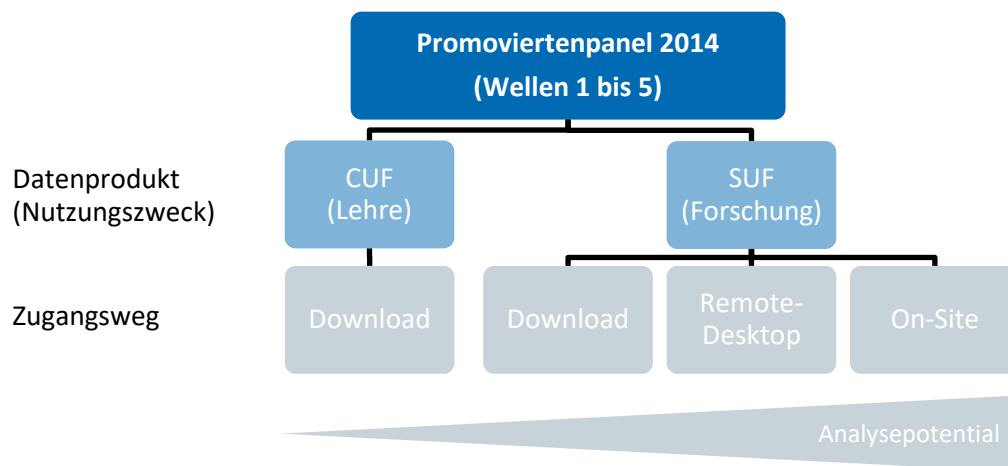 Promoviertenpanel 2014
(Wellen 1 bis 5)
Datenprodukt
(Nutzungszweck)
CUF
(Lehre)
SUF
(Forschung)
Zugangsweg
Download
Download
Remote-
Desktop
On-Site
Analysepotential